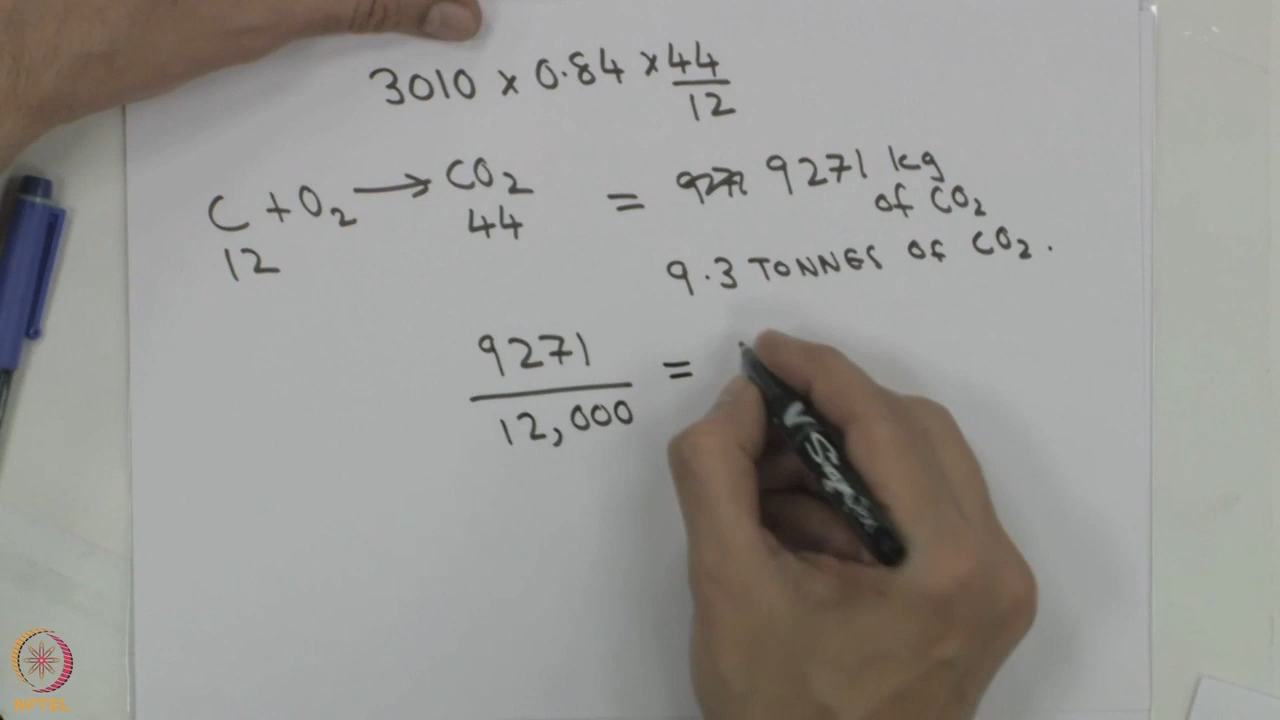 3010 × 0.84 × 44/12
C + O₂ → CO₂
12 44
= 9271 kg
of CO₂
9.3 TONNES OF CO₂.
9271/12,000 =
NPTEL